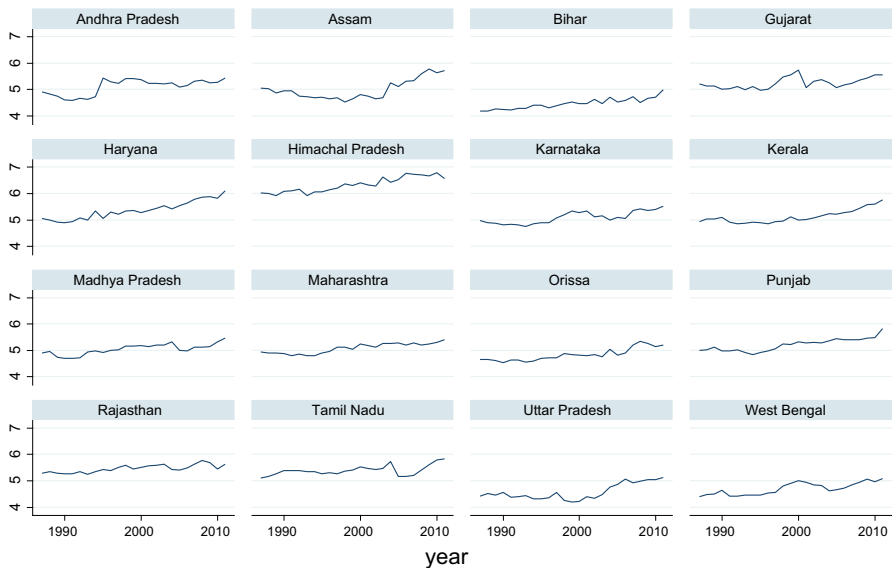 Andhra Pradesh Assam Bihar Gujarat
7
6
5
4
Haryana Himachal Pradesh Karnataka Kerala
7
6
5
4
Madhya Pradesh Maharashtra Orissa Punjab
7
6
5
4
Rajasthan Tamil Nadu Uttar Pradesh West Bengal
7
6
5
4
1990 2000 2010 1990 2000 2010 1990 2000 2010 1990 2000 2010
year